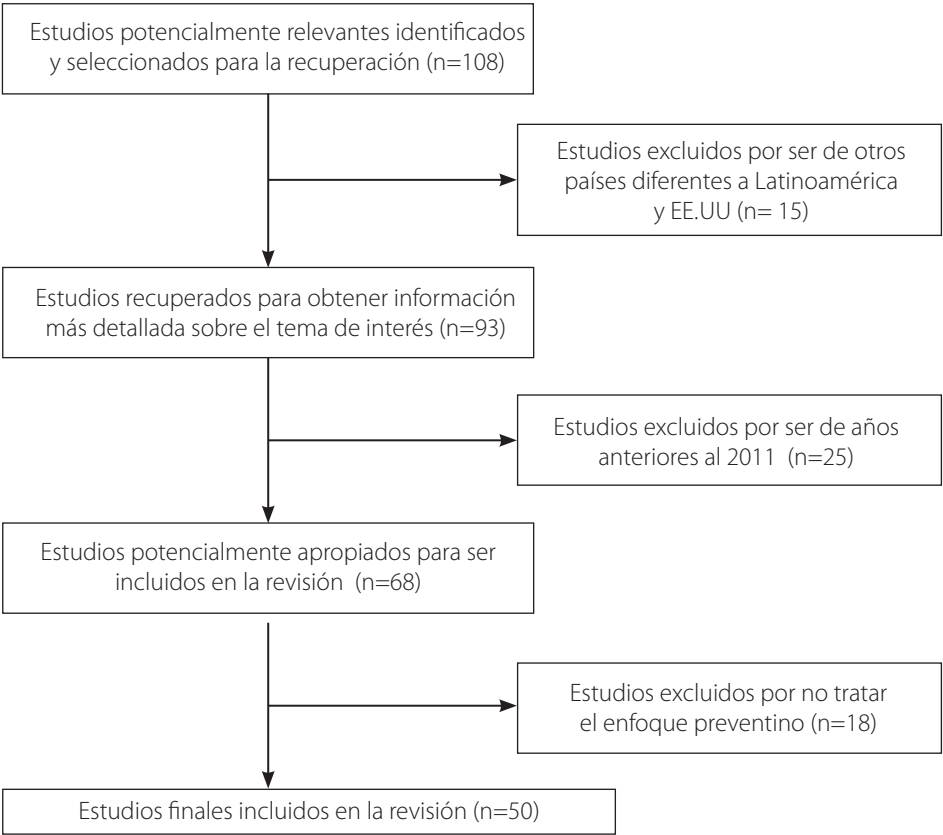 Estudios potencialmente relevantes identificados
y seleccionados para la recuperación (n=108)
Estudios excluidos por ser de otros
países diferentes a Latinoamérica
y EE.UU (n= 15)
Estudios recuperados para obtener información
más detallada sobre el tema de interés (n=93)
Estudios excluidos por ser de años
anteriores al 2011 (n=25)
Estudios potencialmente apropiados para ser
incluidos en la revisión (n=68)
Estudios excluidos por no tratar
el enfoque preventino (n=18)
Estudios finales incluidos en la revisión (n=50)